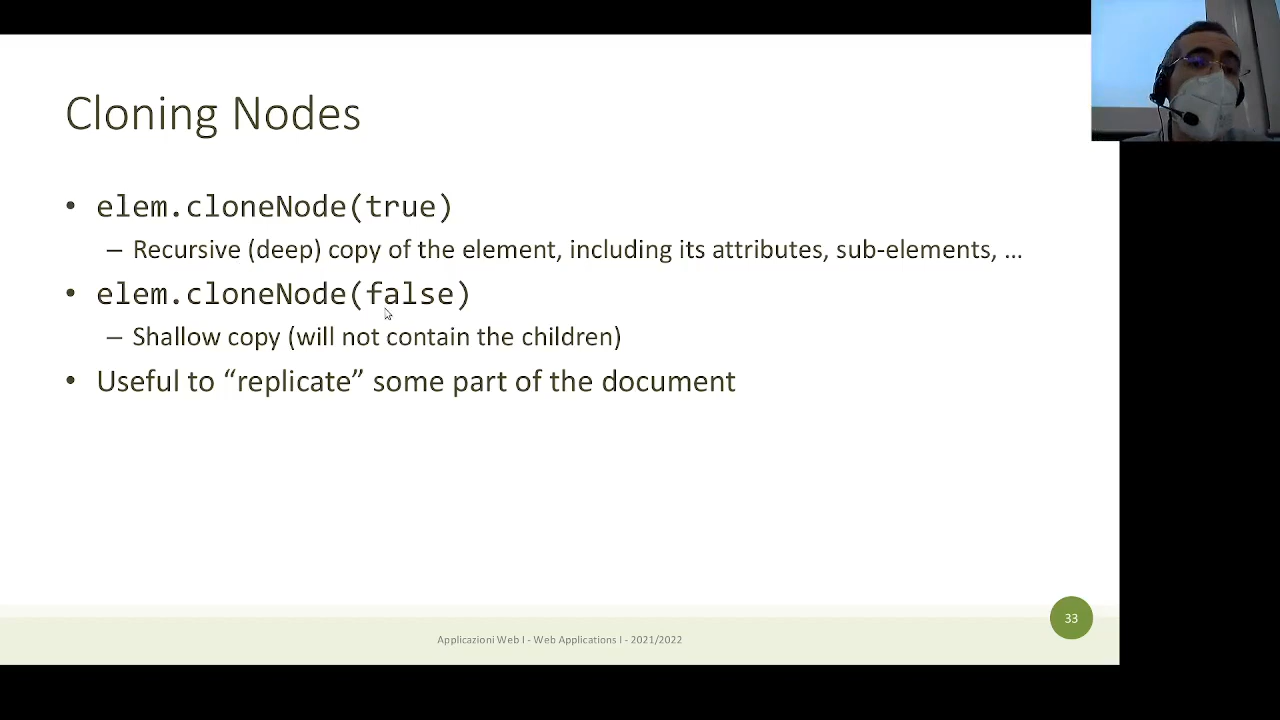 Cloning Nodes
• elem.cloneNode(true)
– Recursive (deep) copy of the element, including its attributes, sub-elements, …
• elem.cloneNode(false)
– Shallow copy (will not contain the children)
• Useful to “replicate” some part of the document
33
Applicazioni Web I - Web Applications I - 2021/2022